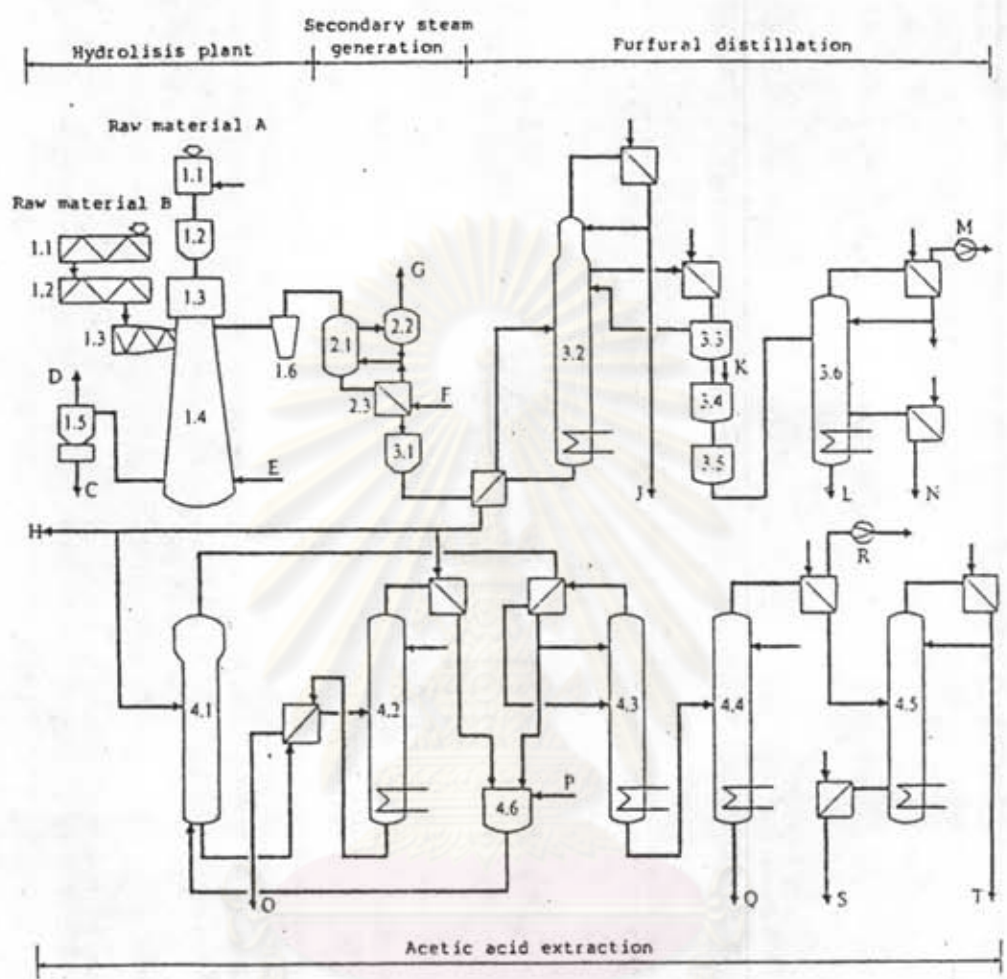 Hydrolisis plant
Secondary steam
generation
Furfural distillation
Raw material A
1.1
Raw material B
1.1
1.2
1.2
1.3
1.3
1.4
1.5
D
C
E
1.6
2.1
2.2
G
2.3
F
3.1
3.2
3.3
K
3.4
3.5
3.6
M
J
L
N
H
R
4.1
4.2
4.3
4.4
4.5
4.6
P
O
Q
S
T
Acetic acid extraction